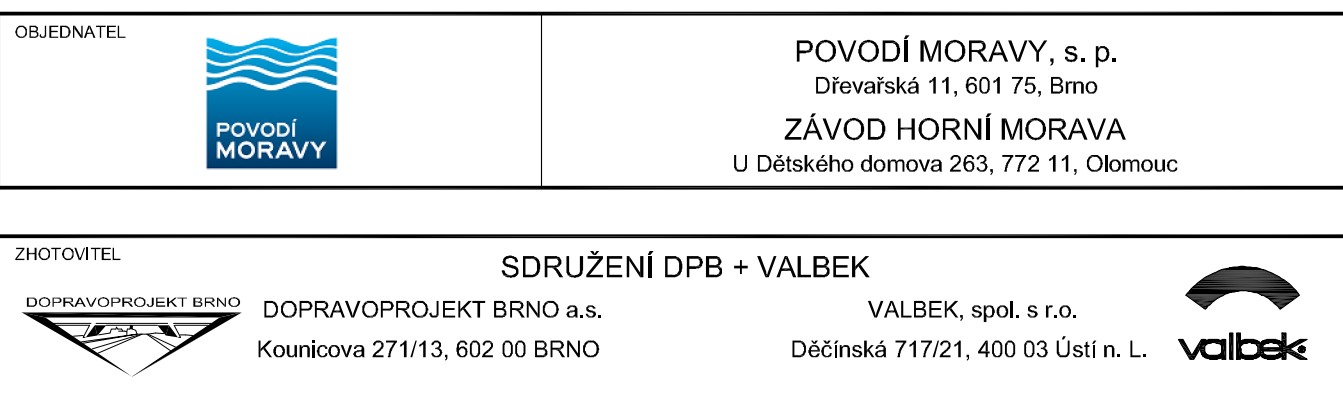 OBJEDNATEL
POVODÍ
MORAVY
POVODÍ MORAVY, s. p.
Dřevařská 11, 601 75, Brno
ZÁVOD HORNÍ MORAVA
U Dětského domova 263, 772 11, Olomouc
ZHOTOVITEL
SDRUŽENÍ DPB + VALBEK
DOPRAVOPROJEKT BRNO
DOPRAVOPROJEKT BRNO a.s.
Kounicova 271/13, 602 00 BRNO
VALBEK, spol. s r.o.
Děčínská 717/21, 400 03 Ústí n. L.
valbek